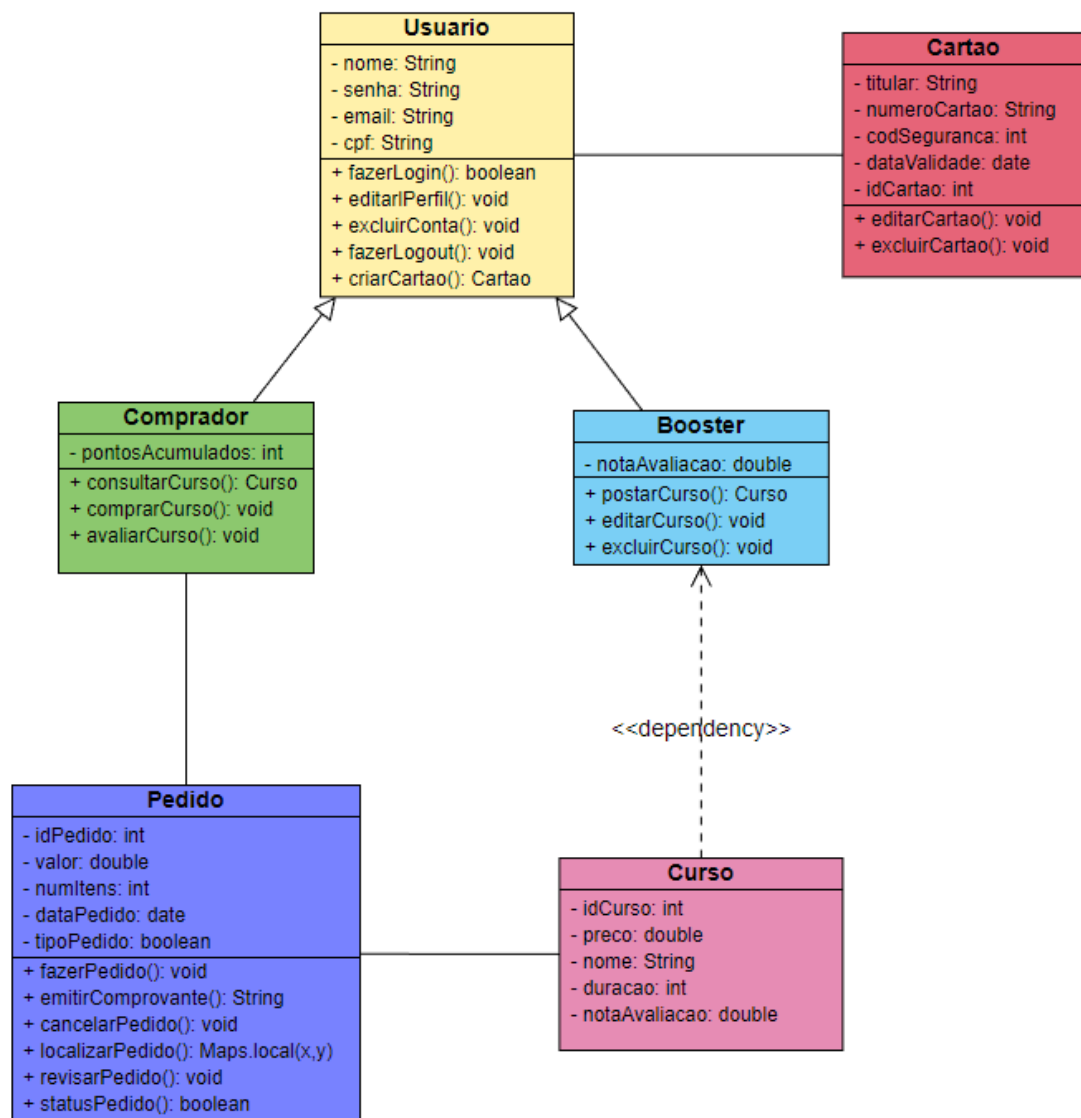 Usuario
- nome: String
- senha: String
- email: String
- cpf: String
+ fazerLogin(): boolean
+ editarlPerfil(): void
+ excluirConta(): void
+ fazerLogout(): void
+ criarCartao(): Cartao
Cartao
- titular: String
- numeroCartao: String
- codSeguranca: int
- dataValidade: date
- idCartao: int
+ editarCartao(): void
+ excluirCartao(): void
Comprador
- pontosAcumulados: int
+ consultarCurso(): Curso
+ comprarCurso(): void
+ avaliarCurso(): void
Booster
- notaAvaliacao: double
+ postarCurso(): Curso
+ editarCurso(): void
+ excluirCurso(): void
<<dependency>>
Pedido
- idPedido: int
- valor: double
- numItens: int
- dataPedido: date
- tipoPedido: boolean
+ fazerPedido(): void
+ emitirComprovante(): String
+ cancelarPedido(): void
+ localizarPedido(): Maps.local(x,y)
+ revisarPedido(): void
+ statusPedido(): boolean
Curso
- idCurso: int
- preco: double
- nome: String
- duracao: int
- notaAvaliacao: double